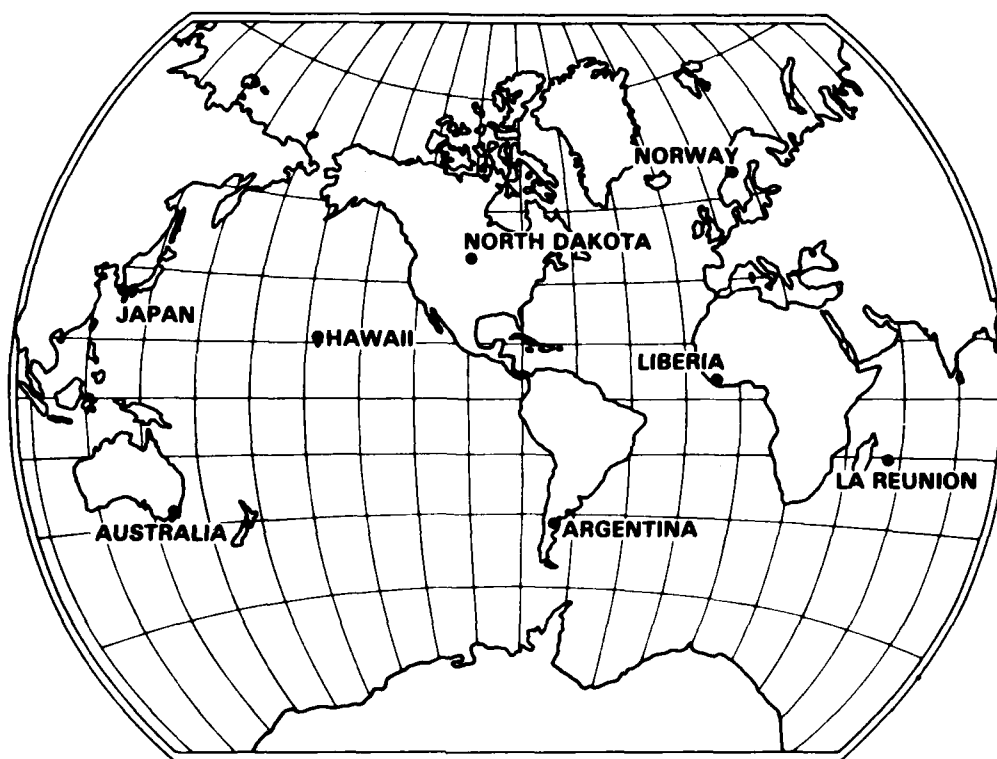 NORWAY
NORTH DAKOTA
JAPAN
HAWAII
LIBERIA
LA REUNION
AUSTRALIA
ARGENTINA